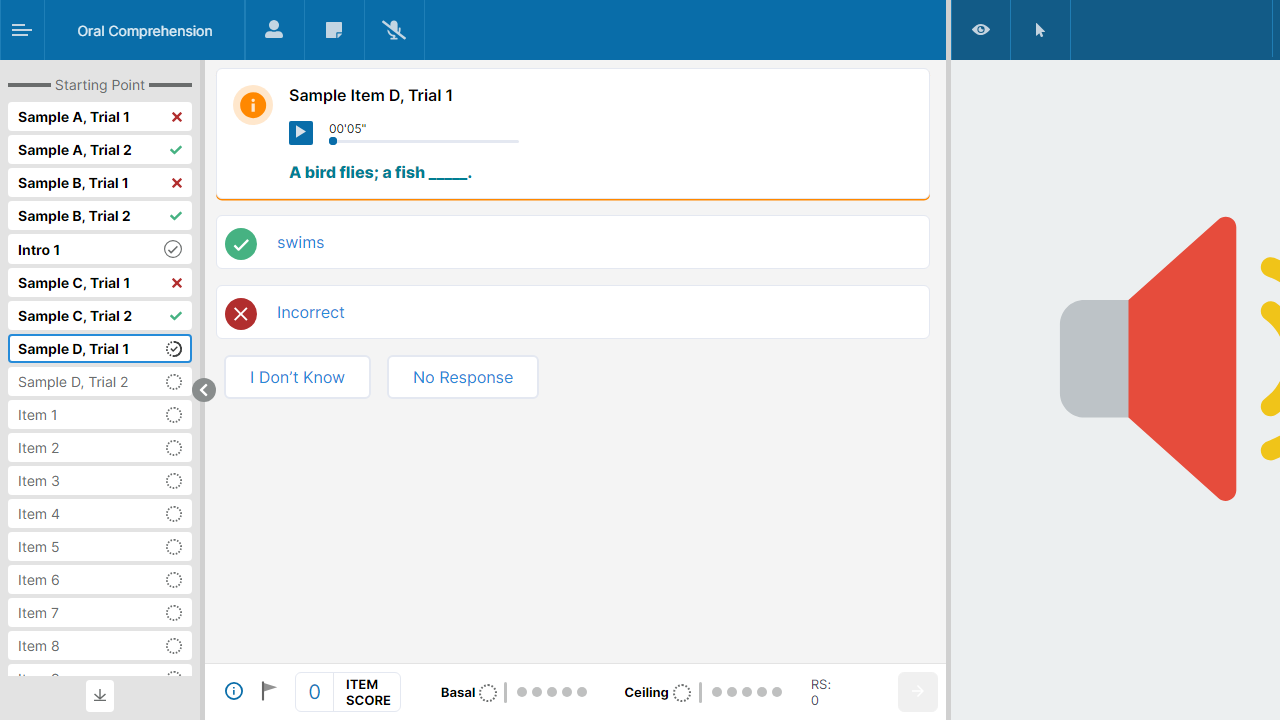 Oral Comprehension
Starting Point
Sample A, Trial 1
Sample A, Trial 2
Sample B, Trial 1
Sample B, Trial 2
Intro 1
Sample C, Trial 1
Sample C, Trial 2
Sample D, Trial 1
Sample D, Trial 2
Item 1
Item 2
Item 3
Item 4
Item 5
Item 6
Item 7
Item 8
Sample Item D, Trial 1
00'05"
A bird flies; a fish _____.
swims
Incorrect
I Don’t Know
No Response
0
ITEM
SCORE
Basal
Ceiling
RS:
0